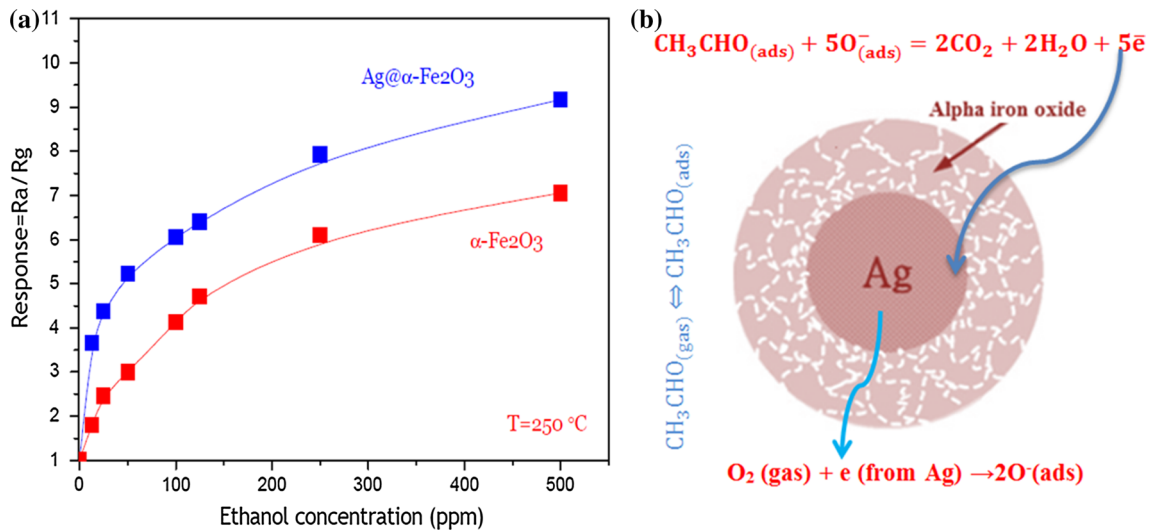 (a)
11
10
9
8
7
6
5
4
3
2
1
Response=Ra/Rg
Ag@α-Fe2O3
α-Fe2O3
T=250 °C
0 100 200 300 400 500
Ethanol concentration (ppm)
(b)
CH₃CHO(ads) + 5O⁻(ads) = 2CO₂ + 2H₂O + 5ē
Alpha iron oxide
CH₃CHO(gas) ⇔ CH₃CHO(ads)
Ag
O₂ (gas) + e (from Ag) →2O⁻(ads)